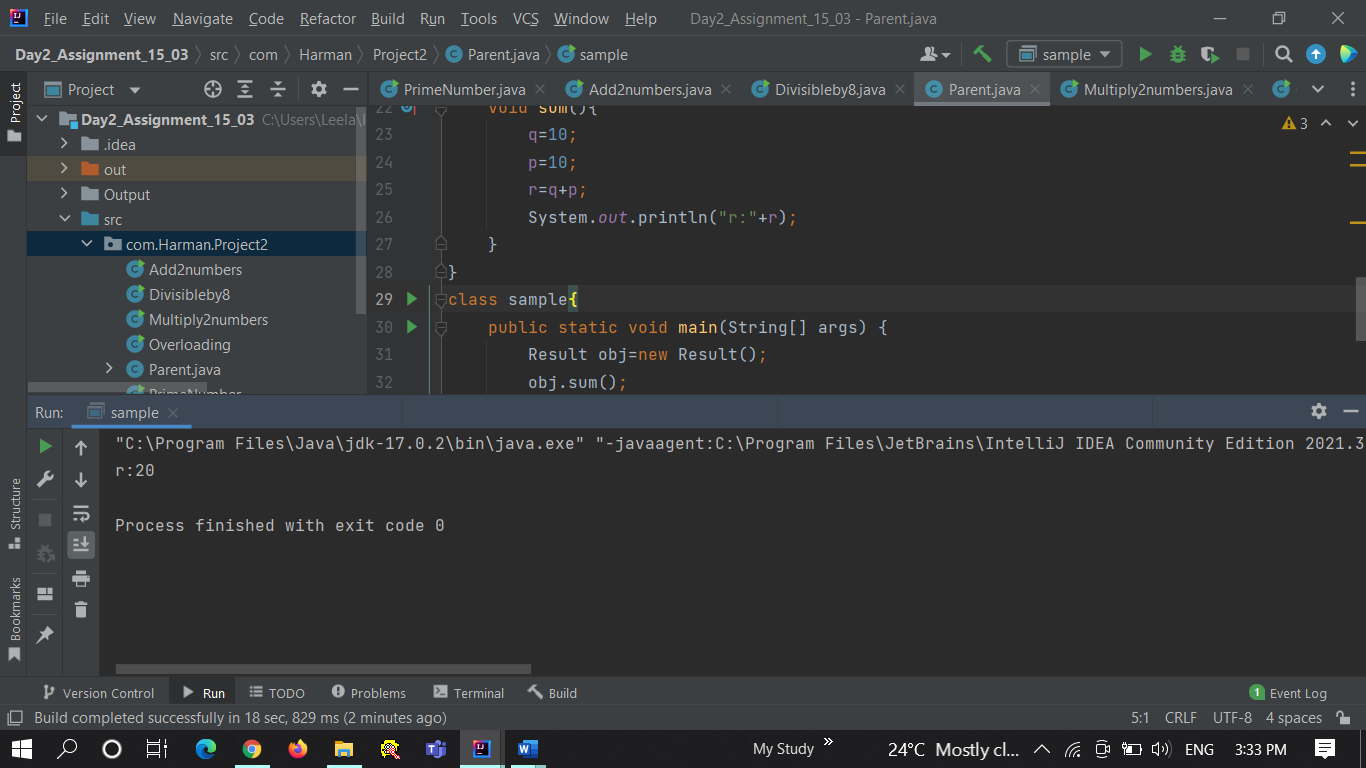 File Edit View Navigate Code Refactor Build Run Tools VCS Window Help Day2_Assignment_15_03 - Parent.java
Day2_Assignment_15_03 src com Harman Project2 Parent.java sample sample
Project
Project PrimeNumber.java Add2numbers.java Divisibleby8.java Parent.java Multiply2numbers.java
Day2_Assignment_15_03 C:\Users\Leela\
.idea
out
Output
src
com.Harman.Project2
Add2numbers
Divisibleby8
Multiply2numbers
Overloading
Parent.java
PrimeNumber
3
22 void sum(){
23 q=10;
24 p=10;
25 r=q+p;
26 System.out.println("r:"+r);
27 }
28 }
29 class sample{
30 public static void main(String[] args) {
31 Result obj=new Result();
32 obj.sum();
Run: sample
"C:\Program Files\Java\jdk-17.0.2\bin\java.exe" "-javaagent:C:\Program Files\JetBrains\IntelliJ IDEA Community Edition 2021.3
r:20
Process finished with exit code 0
Structure
Bookmarks
Version Control Run TODO Problems Terminal Build 1 Event Log
Build completed successfully in 18 sec, 829 ms (2 minutes ago) 5:1 CRLF UTF-8 4 spaces
My Study » 24°C Mostly cl... ENG 3:33 PM